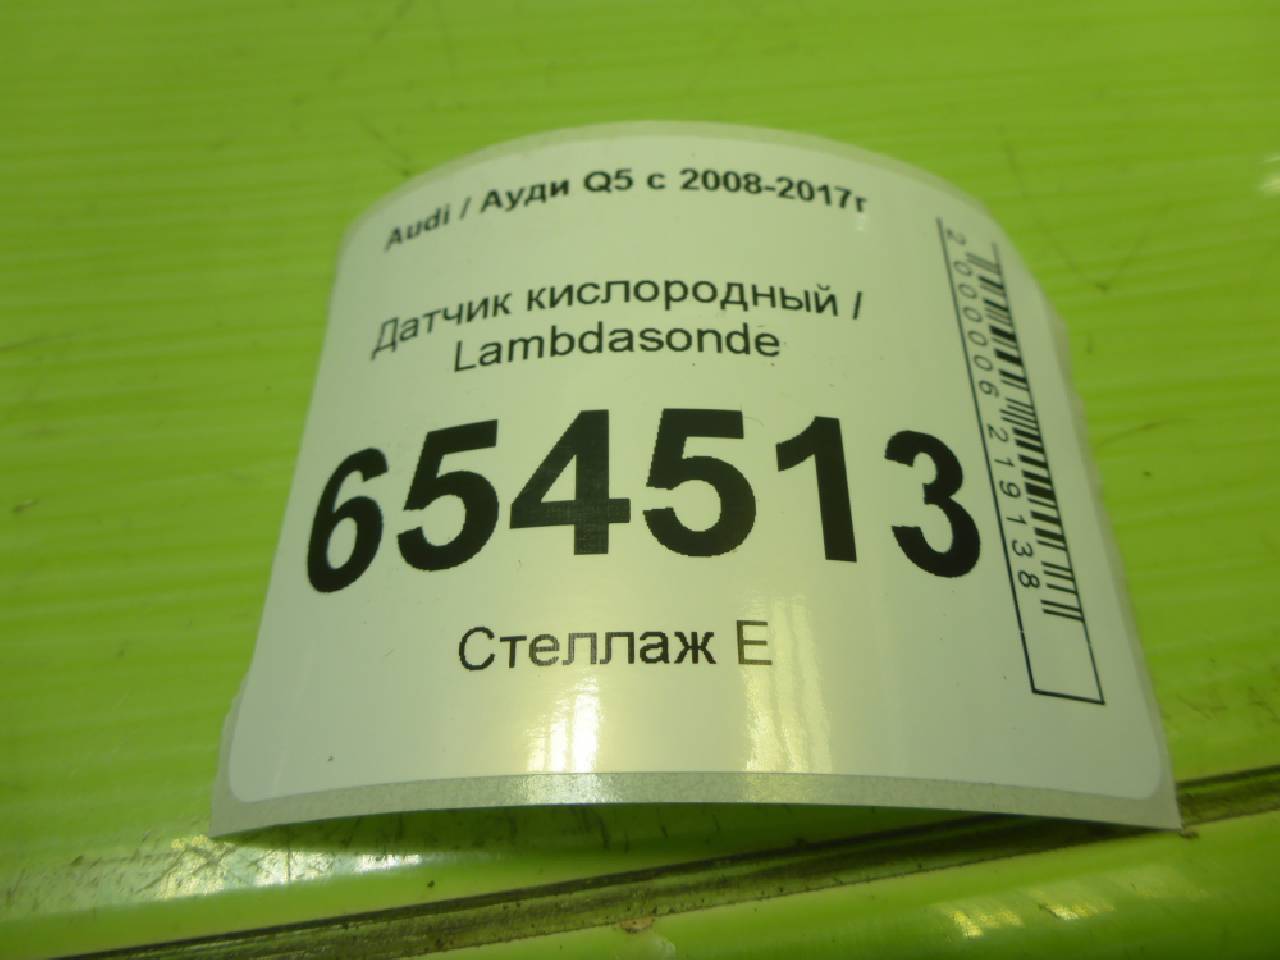 Audi / Ауди Q5 с 2008-2017г
Датчик кислородный /
Lambdasonde
654513
Стеллаж Е
2000006219138